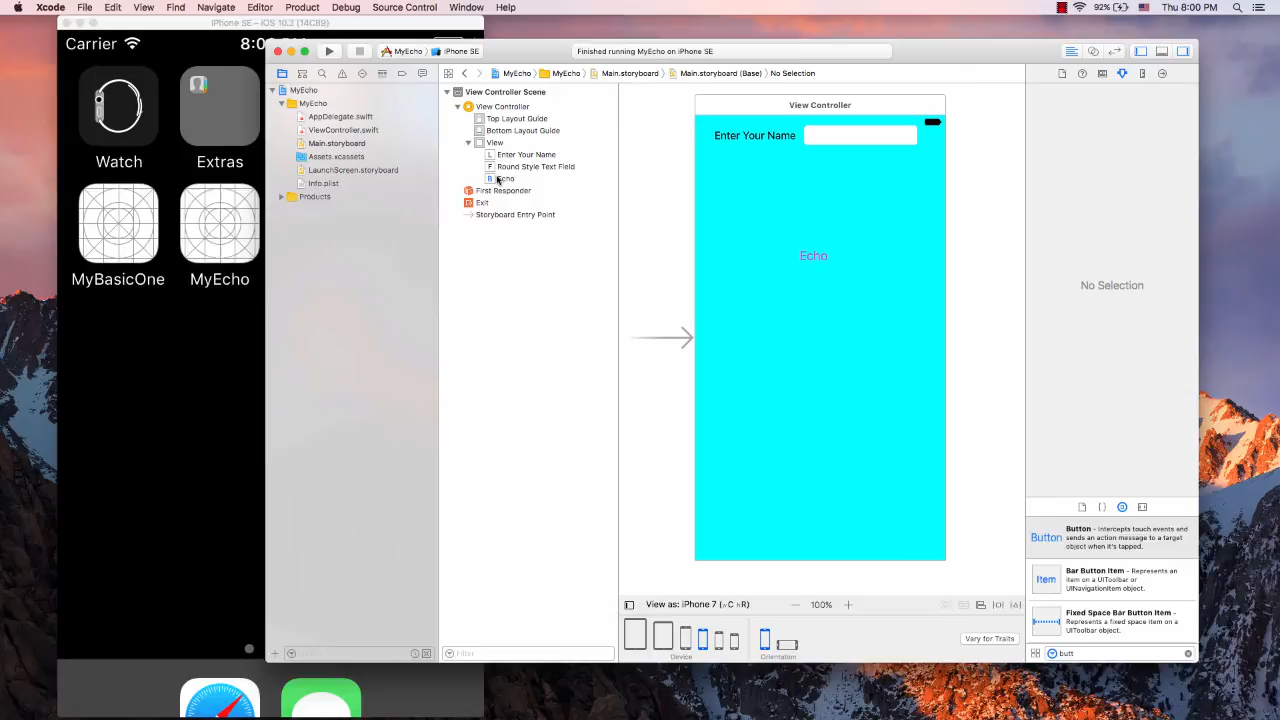 Xcode File Edit View Find Navigate Editor Product Debug Source Control Window Help
92% Thu 8:00 PM
iPhone SE – iOS 10.2 (14C89)
Carrier
Watch
Extras
MyBasicOne
MyEcho
MyEcho iPhone SE
Finished running MyEcho on iPhone SE
MyEcho MyEcho Main.storyboard Main.storyboard (Base) No Selection
MyEcho
MyEcho
AppDelegate.swift
ViewController.swift
Main.storyboard
Assets.xcassets
LaunchScreen.storyboard
Info.plist
Products
View Controller Scene
View Controller
Top Layout Guide
Bottom Layout Guide
View
L Enter Your Name
F Round Style Text Field
B Echo
First Responder
Exit
Storyboard Entry Point
Filter
View Controller
Enter Your Name
Echo
View as: iPhone 7 (wC hR)
100%
Device
Orientation
Vary for Traits
No Selection
Button
Button – Intercepts touch events and
sends an action message to a target
object when it's tapped.
Item
Bar Button Item – Represents an
item on a UIToolbar or
UINavigationItem object.
Fixed Space Bar Button Item –
Represents a fixed space item on a
UIToolbar object.
butt